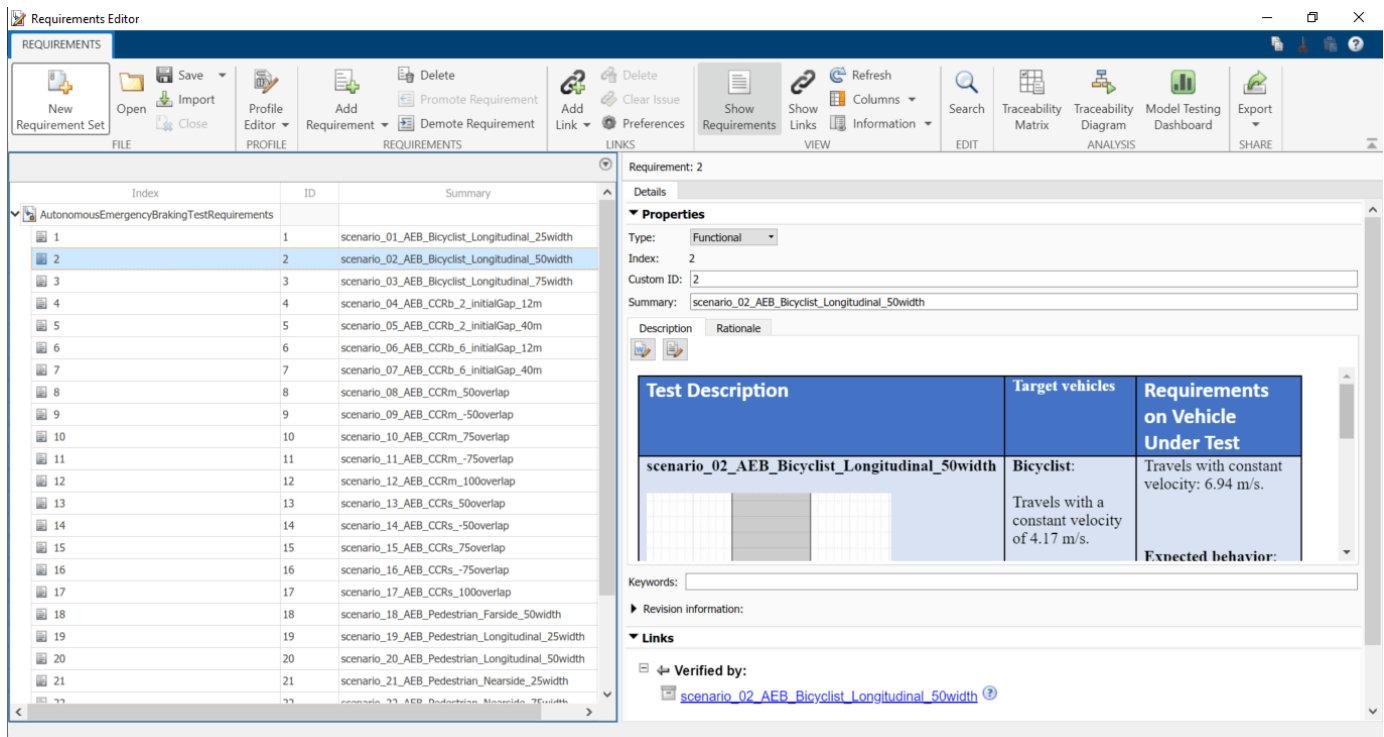 Requirements Editor
REQUIREMENTS
New Requirement Set
Open
Save
Import
Close
FILE
Profile Editor
PROFILE
Add Requirement
Delete
Promote Requirement
Demote Requirement
REQUIREMENTS
Add Link
Delete
Clear Issue
Preferences
LINKS
Show Requirements
Show Links
Refresh
Columns
Information
VIEW
Search
EDIT
Traceability Matrix
Traceability Diagram
Model Testing Dashboard
ANALYSIS
Export
SHARE
Index ID Summary
AutonomousEmergencyBrakingTestRequirements
1 1 scenario_01_AEB_Bicyclist_Longitudinal_25width
2 2 scenario_02_AEB_Bicyclist_Longitudinal_50width
3 3 scenario_03_AEB_Bicyclist_Longitudinal_75width
4 4 scenario_04_AEB_CCRb_2_initialGap_12m
5 5 scenario_05_AEB_CCRb_2_initialGap_40m
6 6 scenario_06_AEB_CCRb_6_initialGap_12m
7 7 scenario_07_AEB_CCRb_6_initialGap_40m
8 8 scenario_08_AEB_CCRm_50overlap
9 9 scenario_09_AEB_CCRm_-50overlap
10 10 scenario_10_AEB_CCRm_75overlap
11 11 scenario_11_AEB_CCRm_-75overlap
12 12 scenario_12_AEB_CCRm_100overlap
13 13 scenario_13_AEB_CCRs_50overlap
14 14 scenario_14_AEB_CCRs_-50overlap
15 15 scenario_15_AEB_CCRs_75overlap
16 16 scenario_16_AEB_CCRs_-75overlap
17 17 scenario_17_AEB_CCRs_100overlap
18 18 scenario_18_AEB_Pedestrian_Farside_50width
19 19 scenario_19_AEB_Pedestrian_Longitudinal_25width
20 20 scenario_20_AEB_Pedestrian_Longitudinal_50width
21 21 scenario_21_AEB_Pedestrian_Nearside_25width
22 22 scenario_22_AEB_Pedestrian_Nearside_75width
Requirement: 2
Details
Properties
Type: Functional
Index: 2
Custom ID: 2
Summary: scenario_02_AEB_Bicyclist_Longitudinal_50width
Description Rationale
Test Description
Target vehicles
Requirements
on Vehicle
Under Test
scenario_02_AEB_Bicyclist_Longitudinal_50width
Bicyclist:
Travels with a
constant velocity
of 4.17 m/s.
Travels with constant
velocity: 6.94 m/s.
Expected behavior:
Keywords:
Revision information:
Links
Verified by:
scenario_02_AEB_Bicyclist_Longitudinal_50width